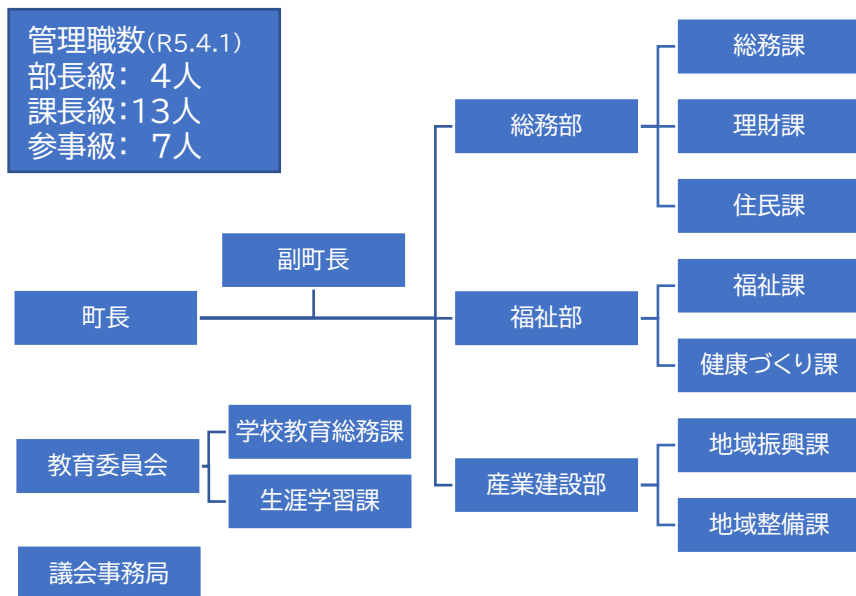 管理職数(R5.4.1)
部長級: 4人
課長級:13人
参事級: 7人
総務課
総務部
理財課
住民課
副町長
福祉課
町長
福祉部
健康づくり課
学校教育総務課
地域振興課
教育委員会
産業建設部
生涯学習課
地域整備課
議会事務局